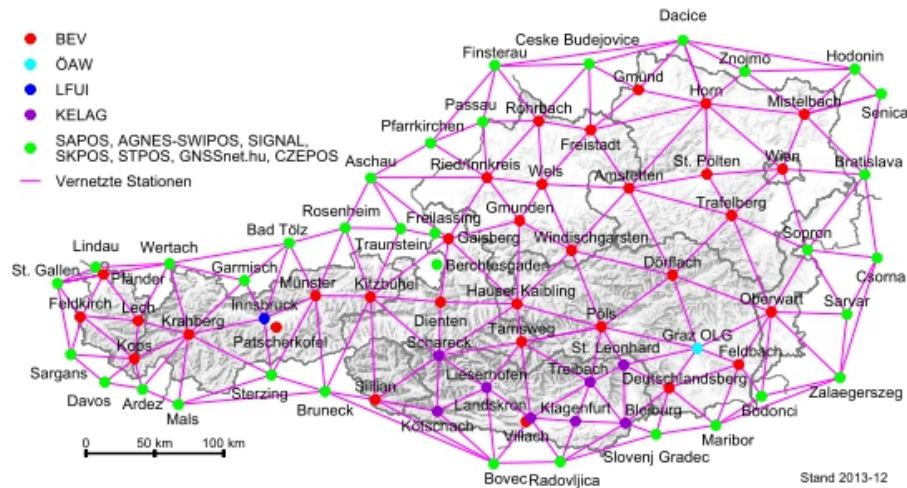 BEV
ÖAW
LFUI
KELAG
SAPOS, AGNES-SWIPOS, SIGNAL,
SKPOS, STPOS, GNSSnet.hu, CZEPOS
Vernetzte Stationen
Dacice
Ceske Budejovice
Finsterau
Znojmo
Hodonin
Gmünd
Horn
Passau
Rohrbach
Mistelbach
Senica
Pfarrkirchen
Freistadt
Aschau
Ried/Innkreis
Wels
Amstetten
St. Pölten
Wien
Bratislava
Rosenheim
Freilassing
Gmunden
Trafelberg
Bad Tölz
Traunstein
Gaisberg
Windischgarsten
Sopron
Lindau
Wertach
St. Gallen
Pfänder
Garmisch
Münster
Kitzbühel
Berchtesgaden
Dörflach
Csorna
Feldkirch
Lech
Innsbruck
Hauser Kaibling
Oberwart
Sarvar
Krahberg
Patscherkofel
Dienten
Tamsweg
Pöls
Graz OLG
Kops
Schareck
St. Leonhard
Feldbach
Sargans
Sillian
Lieserhofen
Treibach
Deutschlandsberg
Davos
Ardez
Mals
Sterzing
Bruneck
Kötschach
Landskron
Klagenfurt
Bleiburg
Bodonci
Zalaegerszeg
Villach
Maribor
Slovenj Gradec
Bovec
Radovljica
0 50 km 100 km
Stand 2013-12